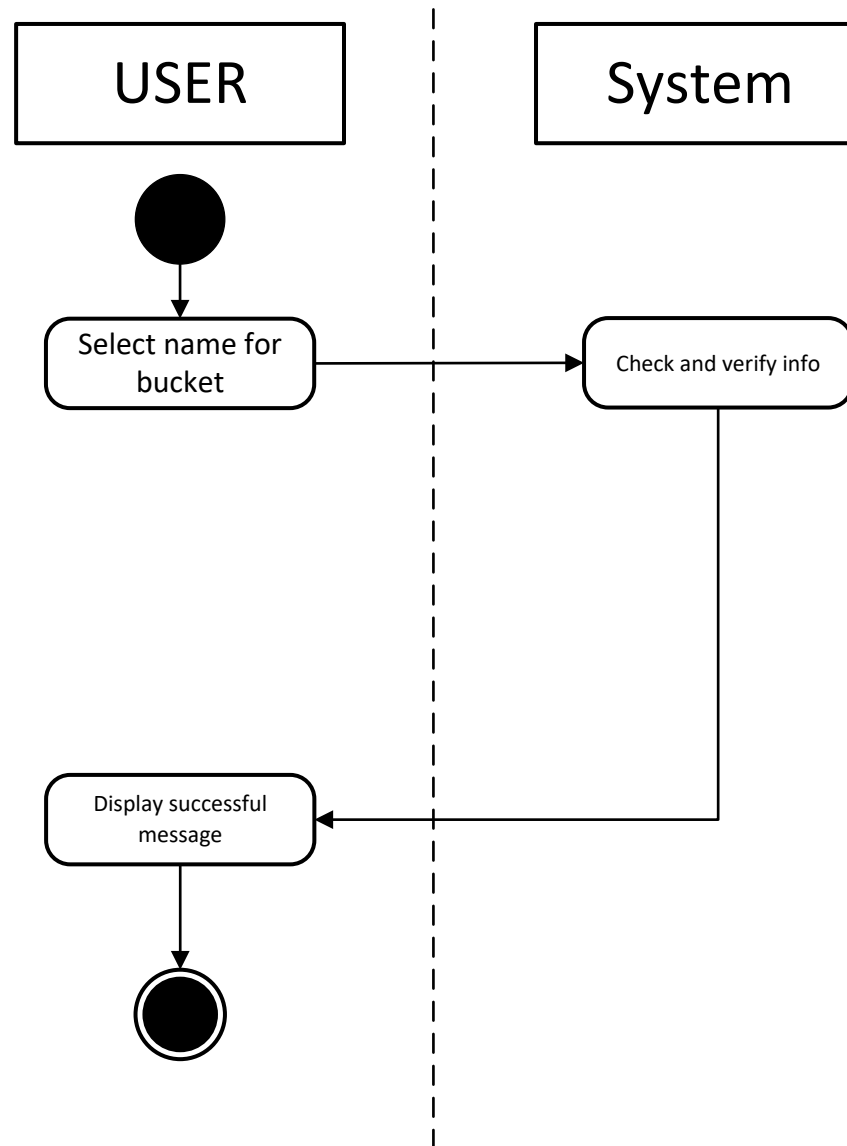 USER
System
Select name for
bucket
Check and verify info
Display successful
message